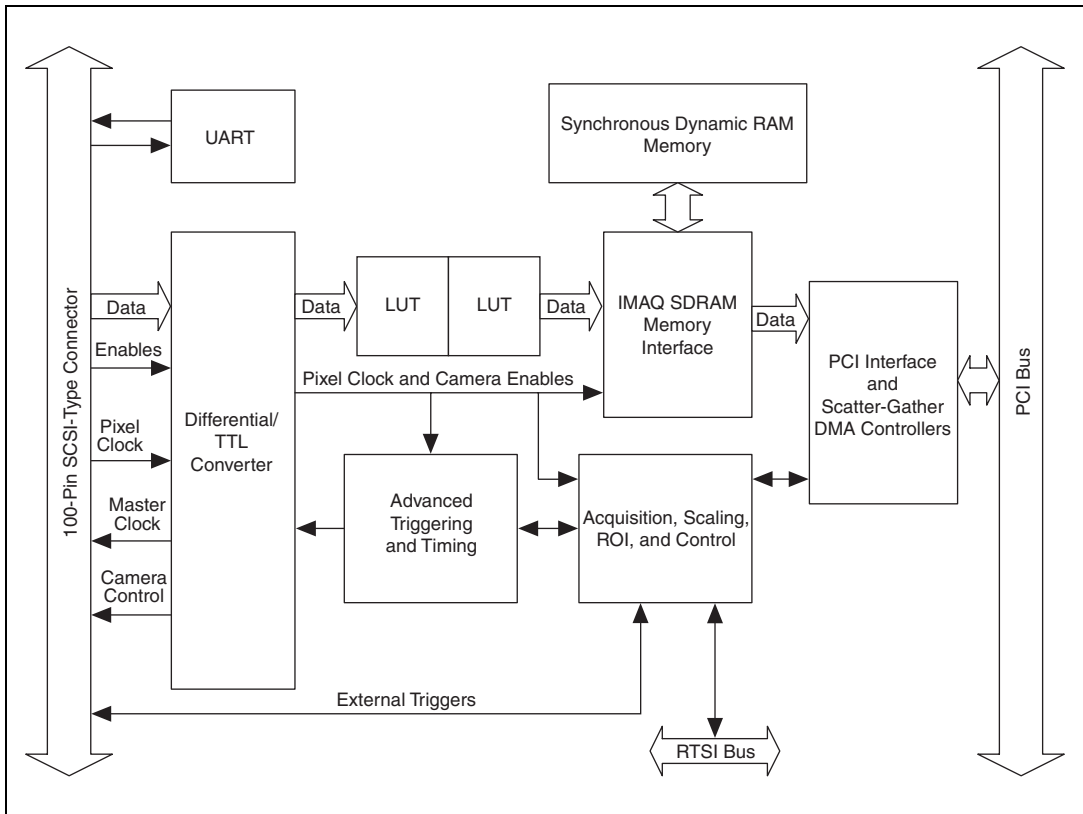 100-Pin SCSI-Type Connector
UART
Synchronous Dynamic RAM
Memory
Data
Enables
Pixel
Clock
Master
Clock
Camera
Control
Differential/
TTL
Converter
Data
LUT
LUT
Data
IMAQ SDRAM
Memory
Interface
Data
PCI Interface
and
Scatter-Gather
DMA Controllers
PCI Bus
Pixel Clock and Camera Enables
Advanced
Triggering
and Timing
Acquisition, Scaling,
ROI, and Control
External Triggers
RTSI Bus